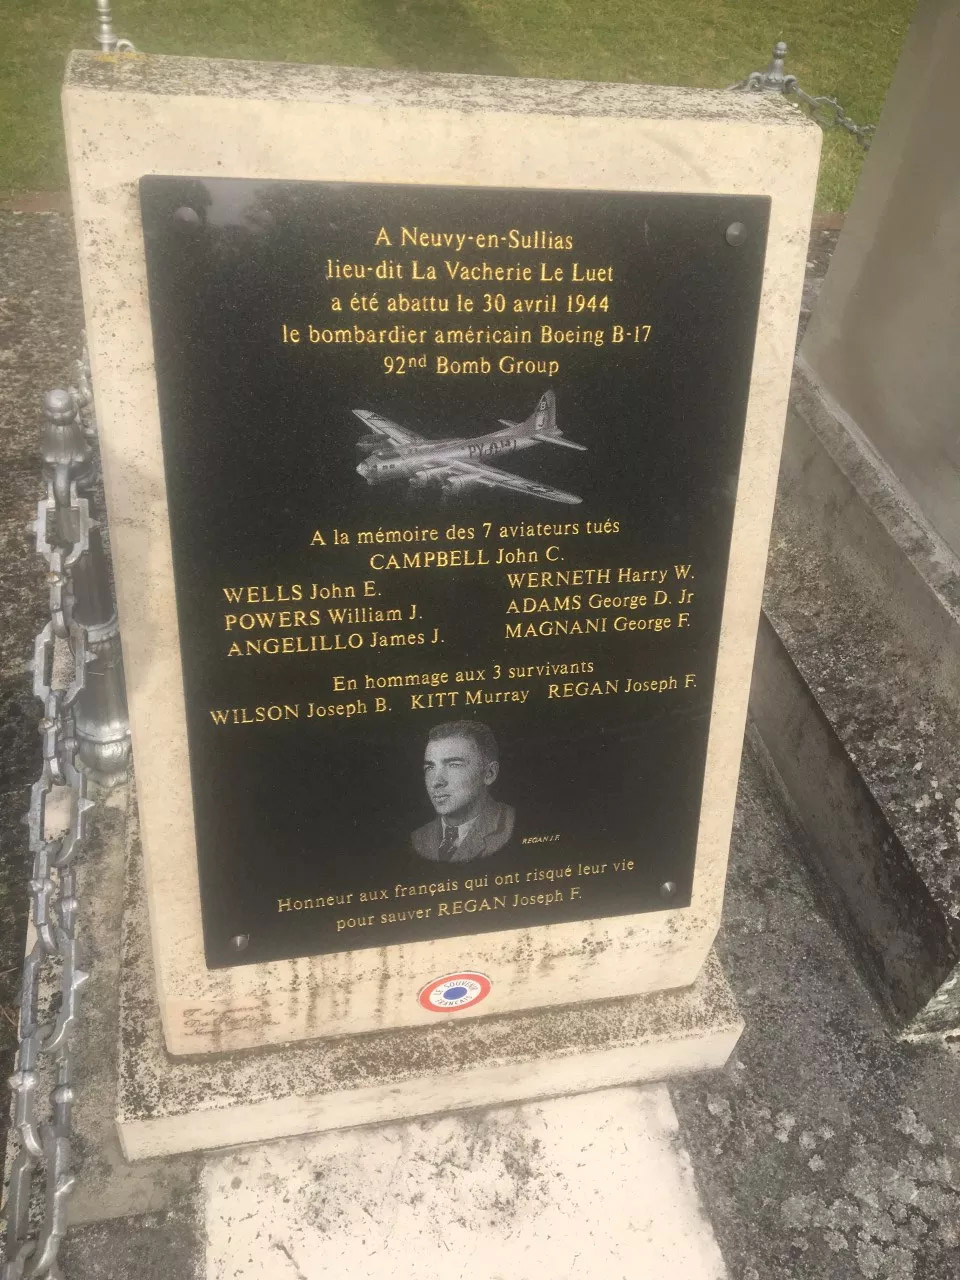 A Neuvy-en-Sullias
lieu-dit La Vacherie Le Luet
a été abattu le 30 avril 1944
le bombardier américain Boeing B-17
92nd Bomb Group
A la mémoire des 7 aviateurs tués
CAMPBELL John C.
WELLS John E. WERNETH Harry W.
POWERS William J. ADAMS George D. Jr
ANGELILLO James J. MAGNANI George F.
En hommage aux 3 survivants
WILSON Joseph B. KITT Murray REGAN Joseph F.
REGAN J F.
Honneur aux français qui ont risqué leur vie
pour sauver REGAN Joseph F.
LE SOUVENIR
FRANÇAIS